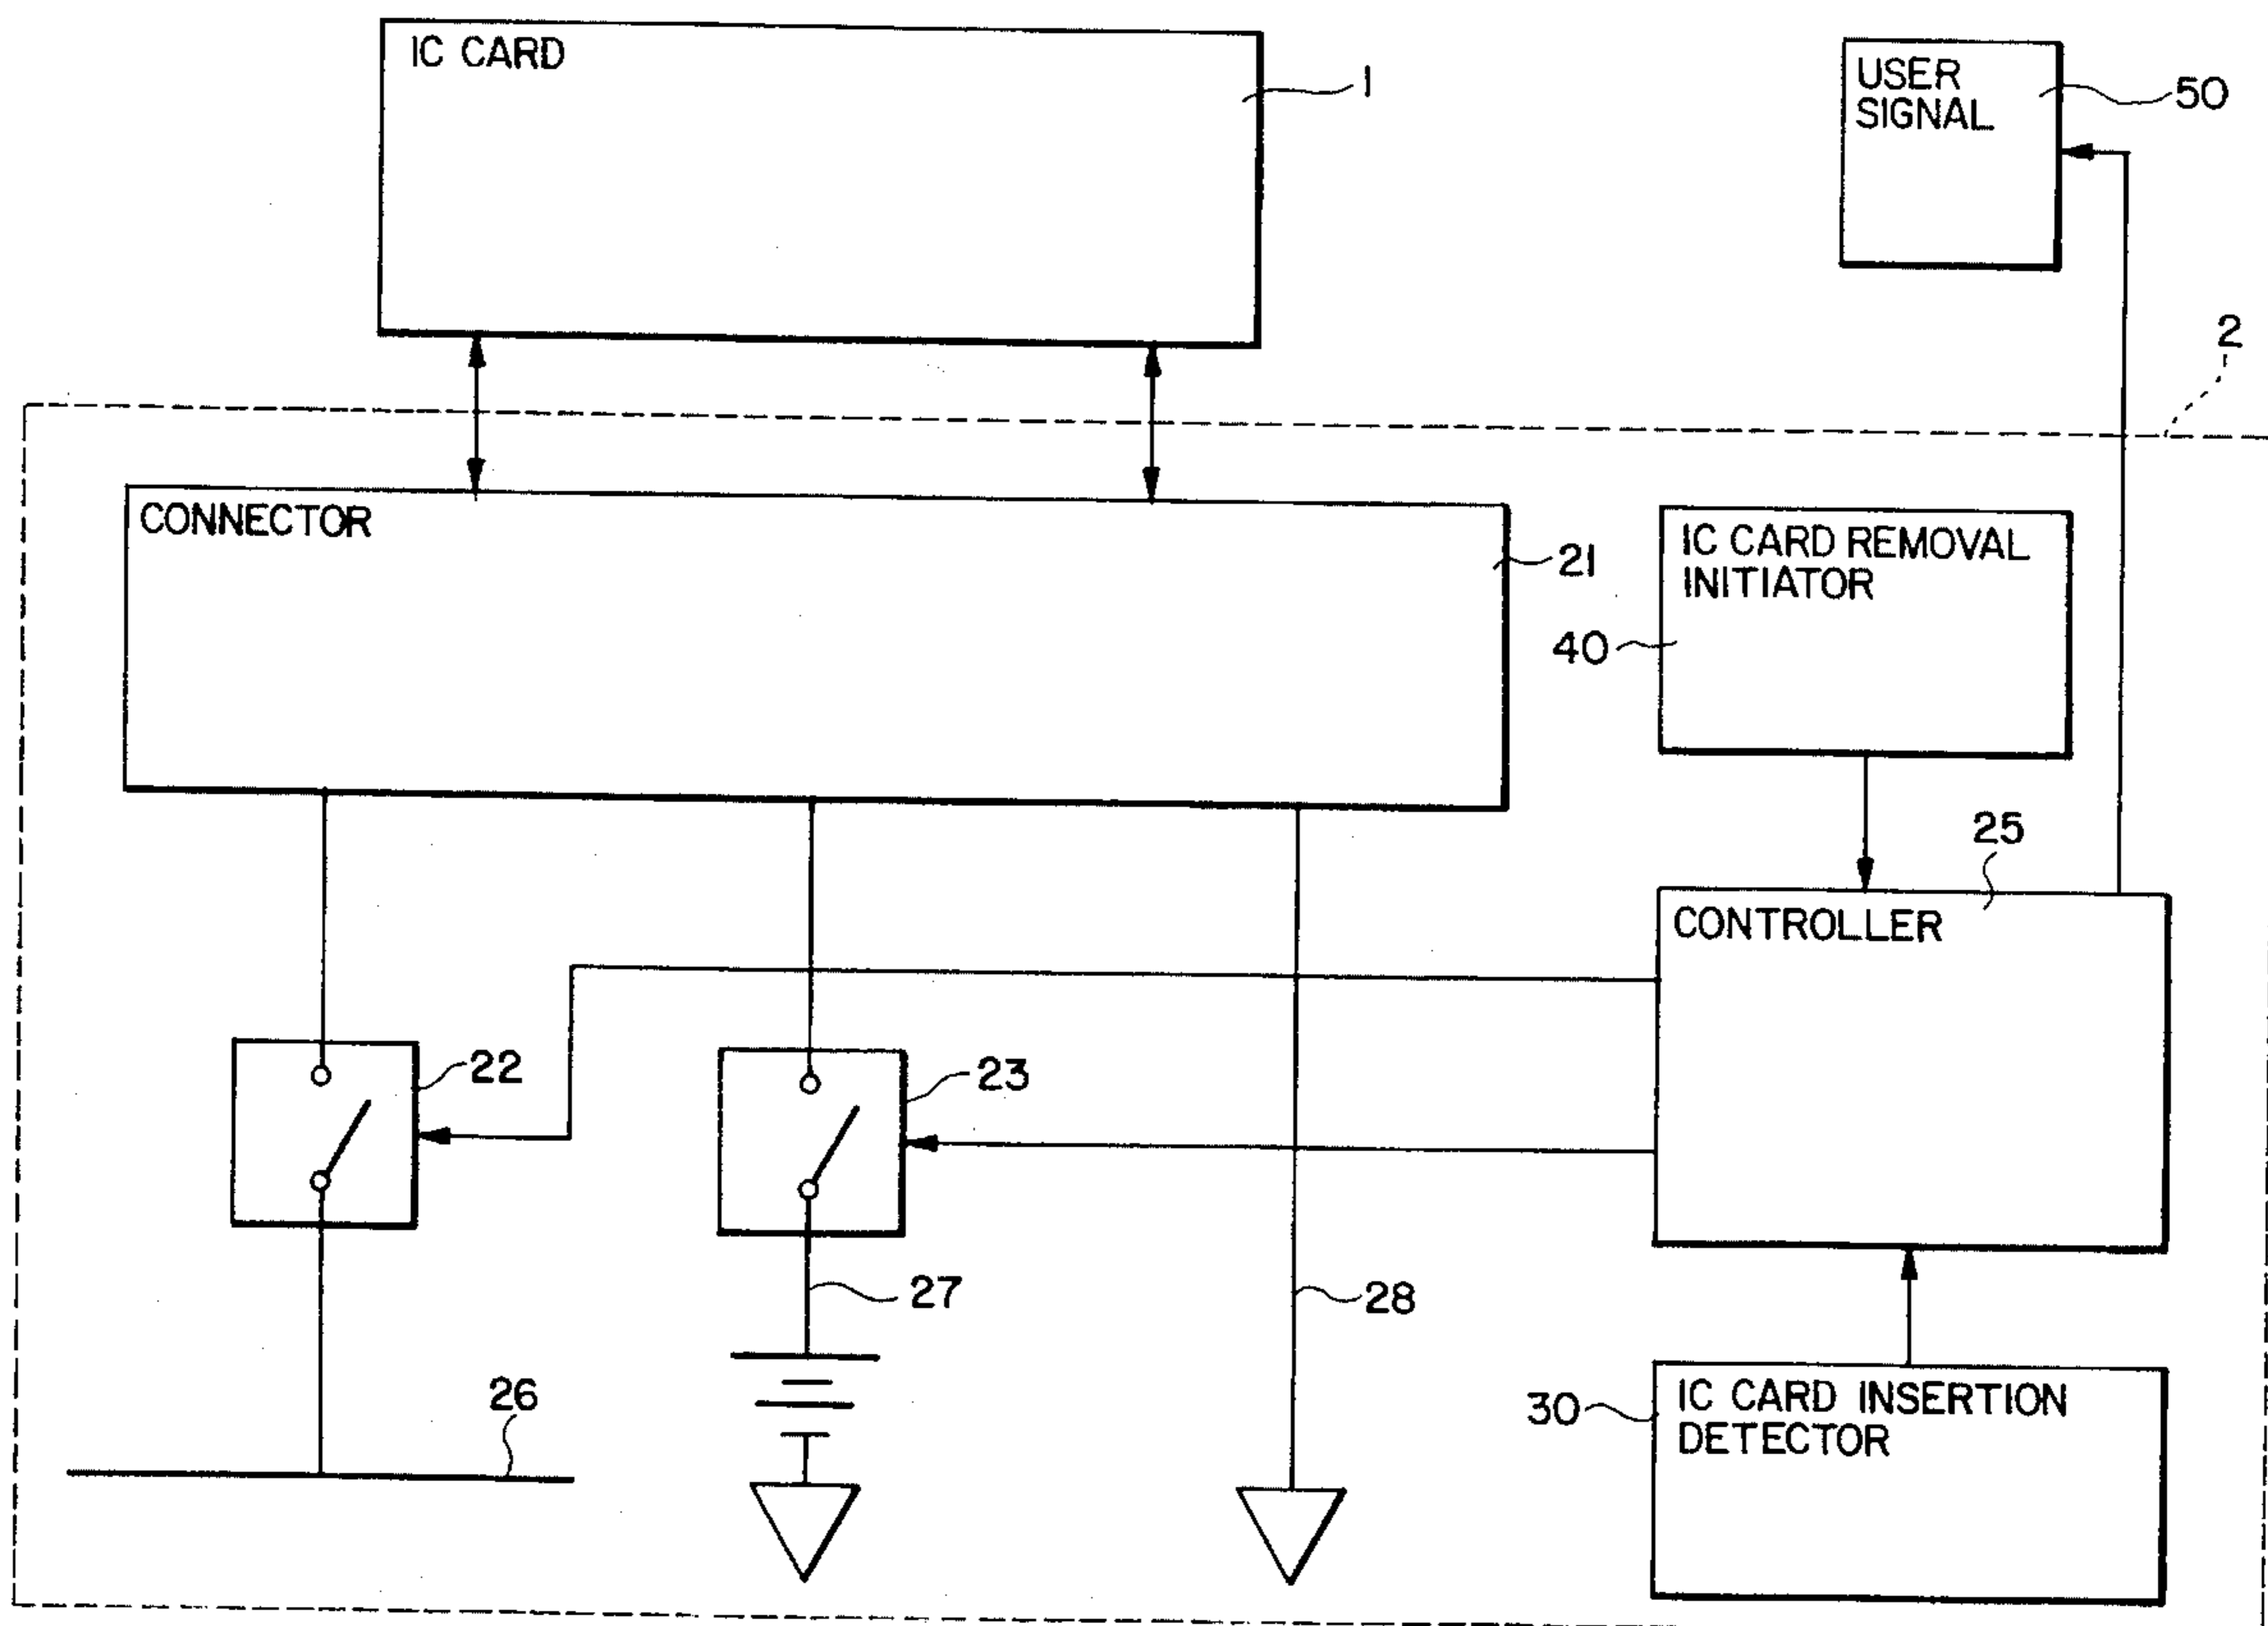 IC CARD
1
USER
SIGNAL
50
2
CONNECTOR
21
IC CARD REMOVAL
INITIATOR
40
25
CONTROLLER
22
23
27
28
26
30
IC CARD INSERTION
DETECTOR